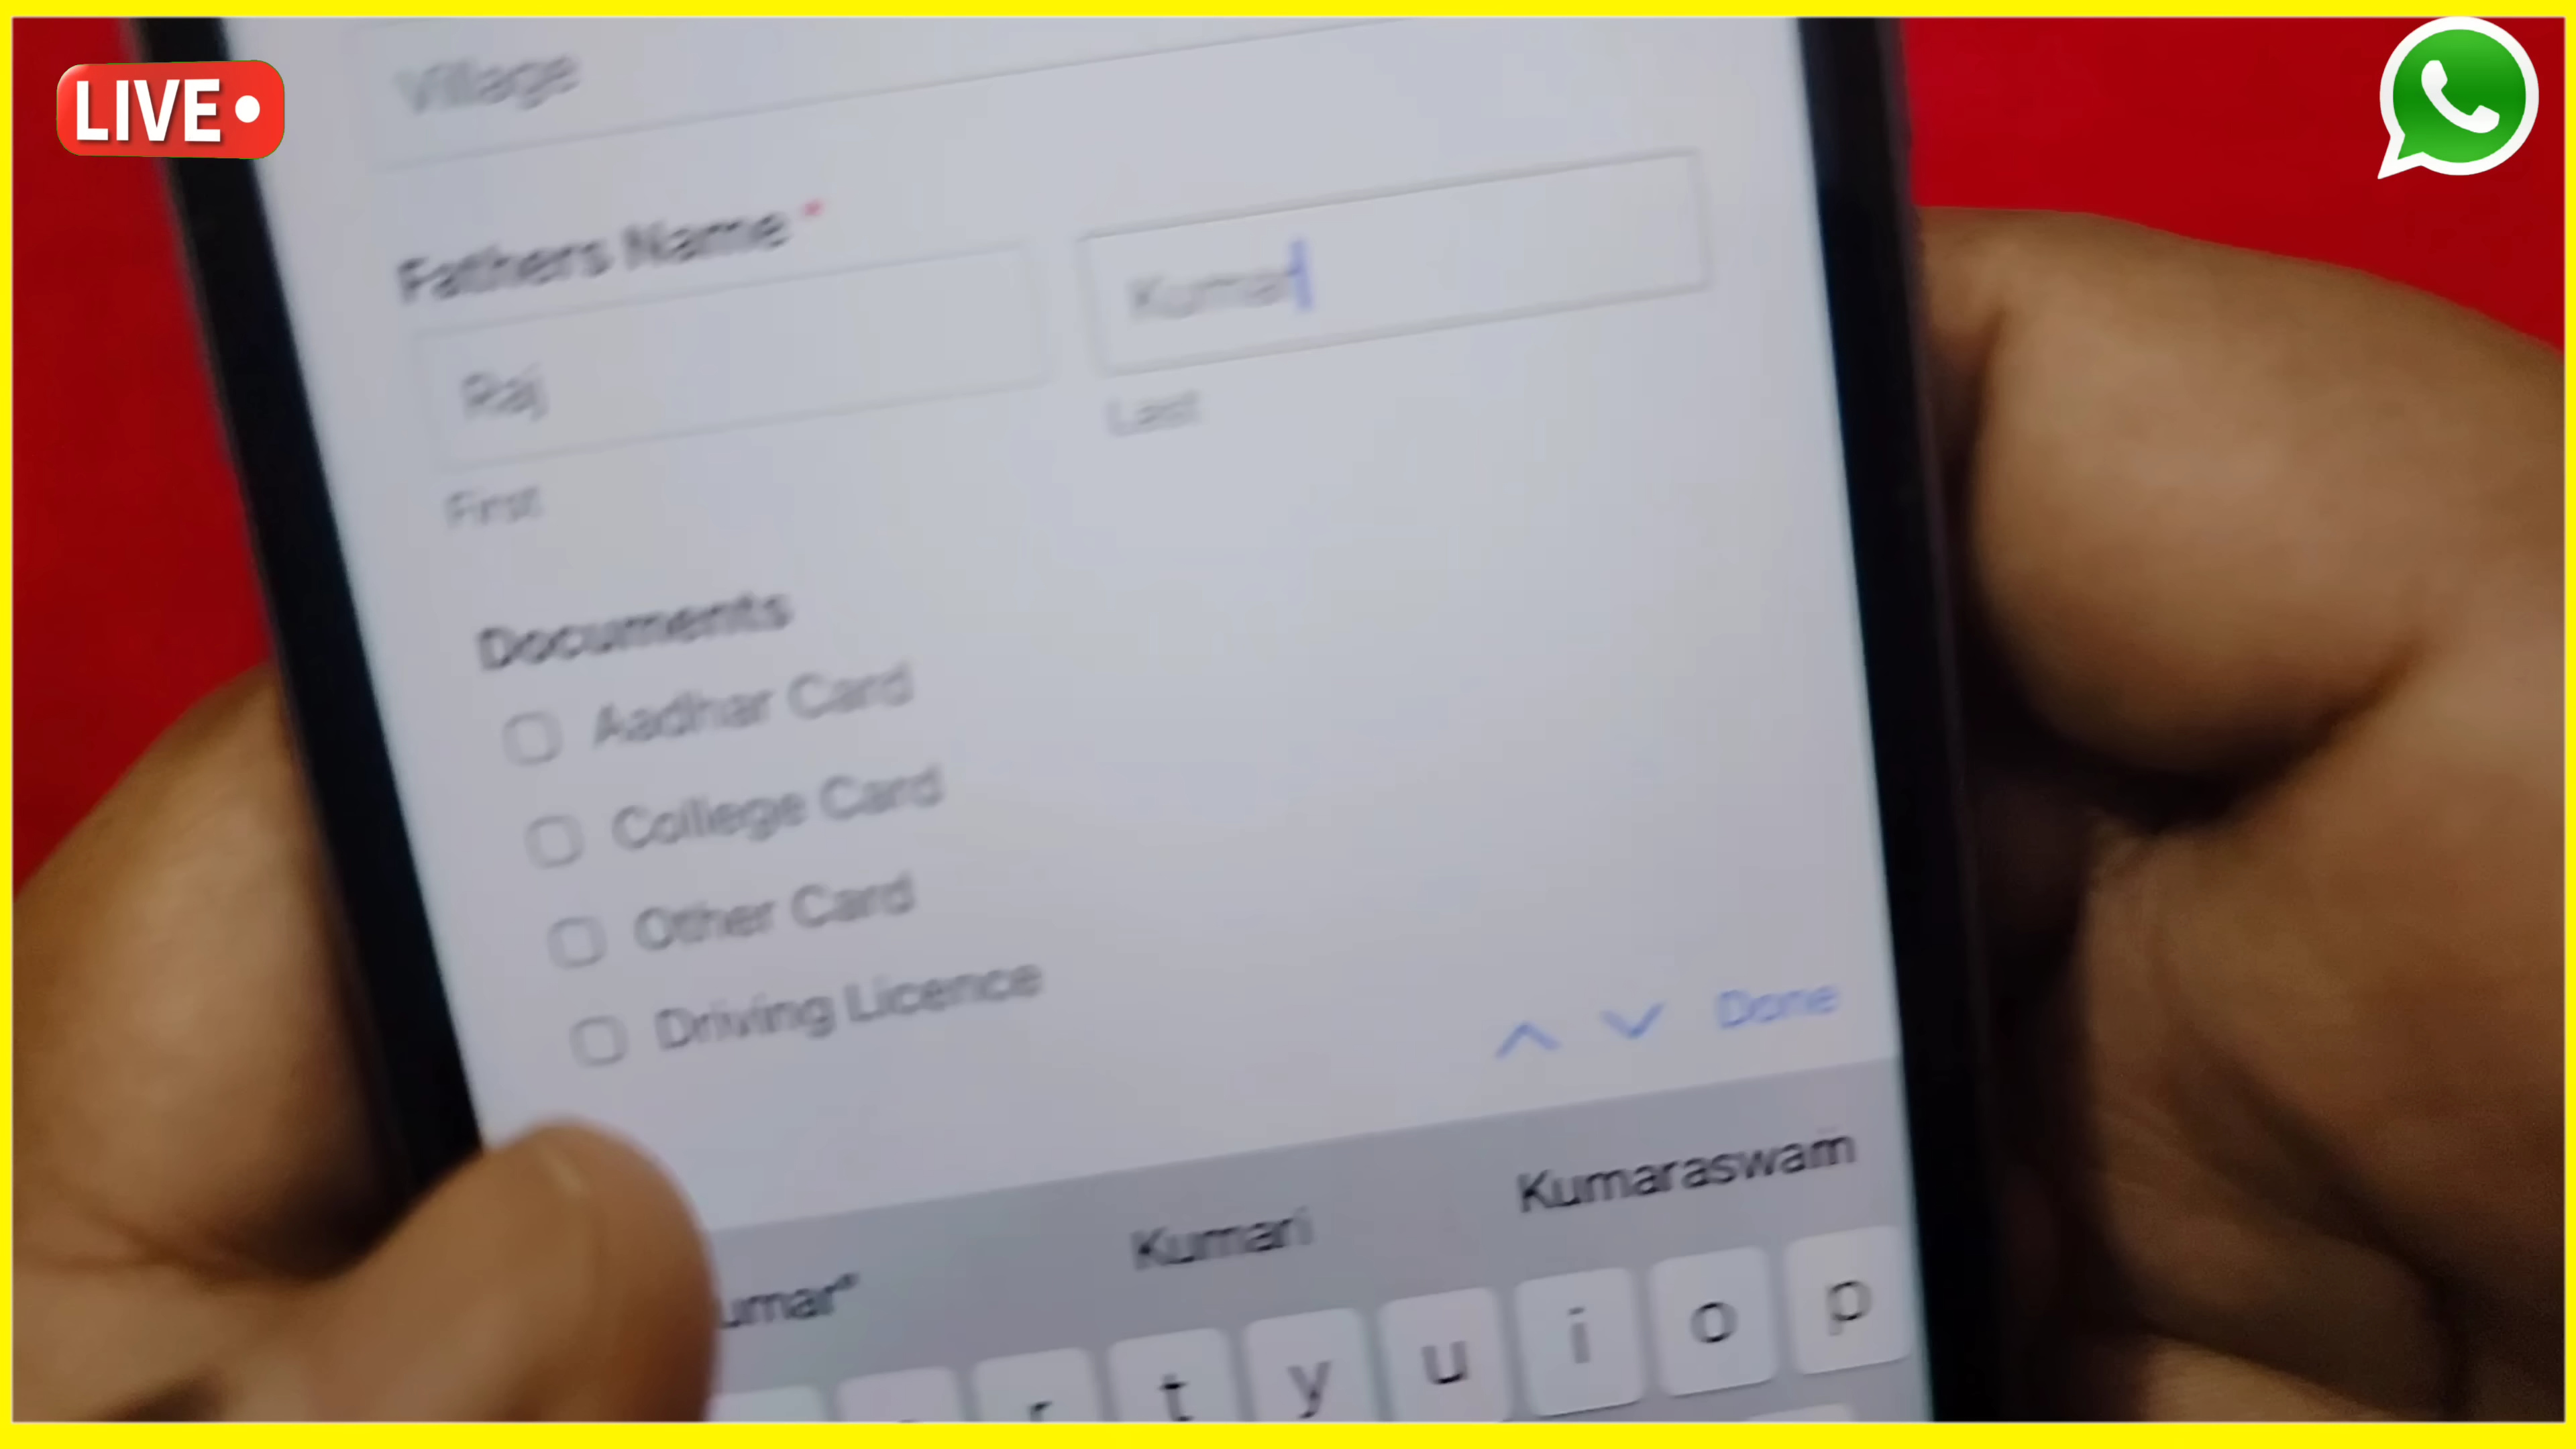 LIVE
Village
Fathers Name *
Raj
Kumar
First
Last
Documents
Aadhar Card
College Card
Other Card
Driving Licence
Done
umar"
Kumari
Kumaraswam
r t y u i o p